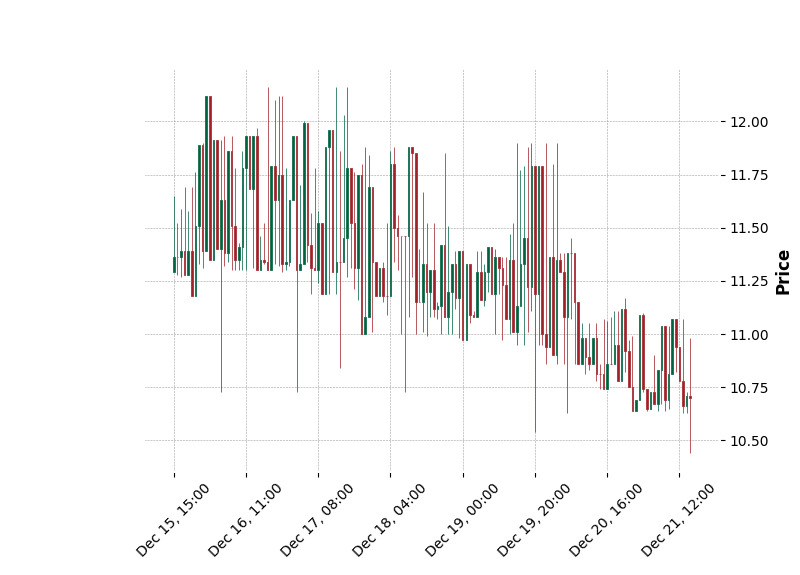 12.00
11.75
11.50
11.25
11.00
10.75
10.50
Price
Dec 15, 15:00
Dec 16, 11:00
Dec 17, 08:00
Dec 18, 04:00
Dec 19, 00:00
Dec 19, 20:00
Dec 20, 16:00
Dec 21, 12:00